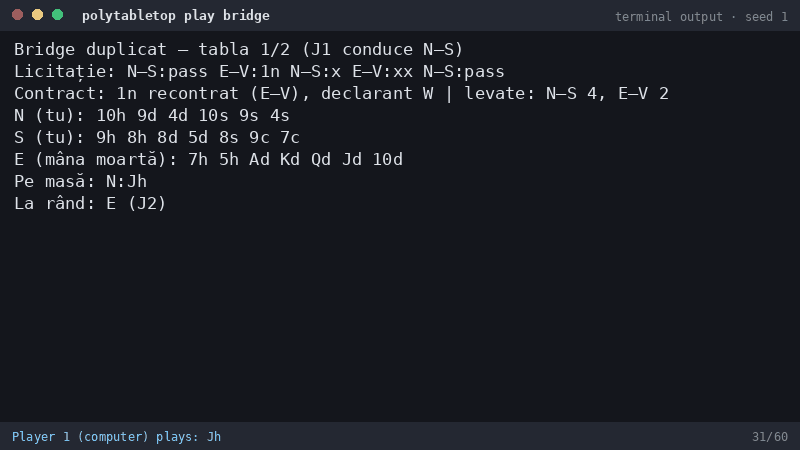 polytabletop play bridge
terminal output · seed 1
Bridge duplicat — tabla 1/2 (J1 conduce N–S)
Licitație: N–S:pass E–V:1n N–S:x E–V:xx N–S:pass
Contract: 1n recontrat (E–V), declarant W | levate: N–S 4, E–V 2
N (tu): 10h 9d 4d 10s 9s 4s
S (tu): 9h 8h 8d 5d 8s 9c 7c
E (mâna moartă): 7h 5h Ad Kd Qd Jd 10d
Pe masă: N:Jh
La rând: E (J2)
Player 1 (computer) plays: Jh
31/60